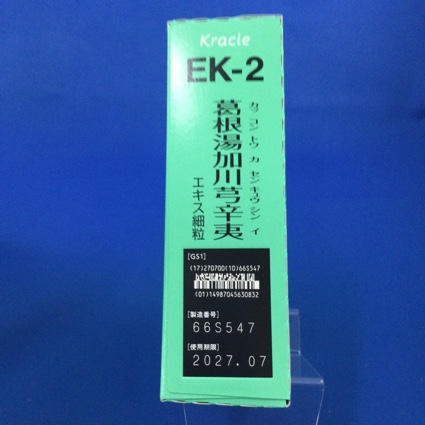 Kracie
EK-2
葛根湯加川芎辛夷
カッコントウカセンキュウシンイ
エキス細粒
[GS1]
(17)270700(10)66S547
(01)14987045630832
[製造番号]
66S547
[使用期限]
2027.07